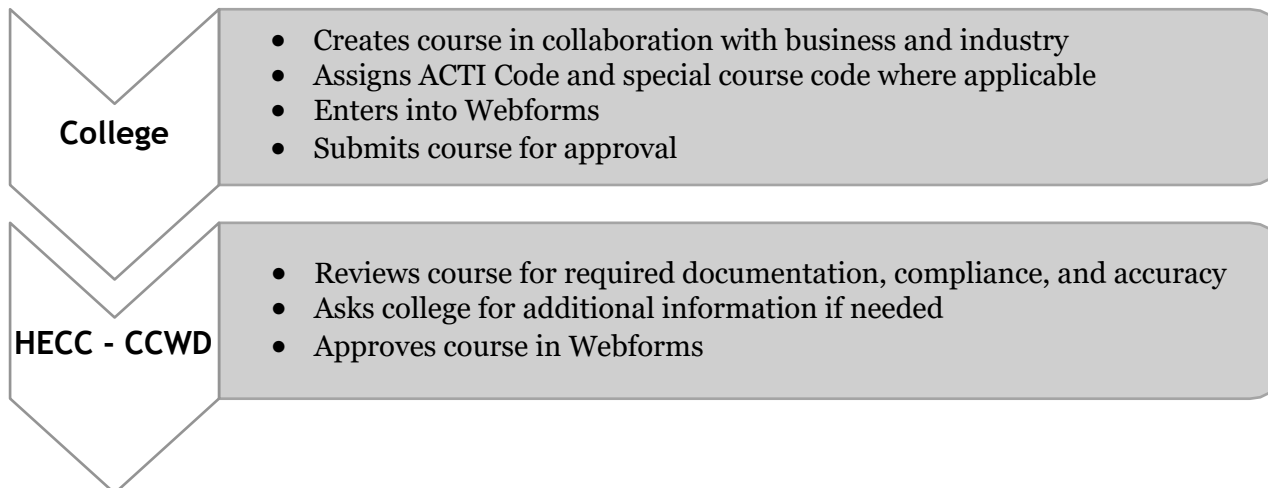 College
• Creates course in collaboration with business and industry
• Assigns ACTI Code and special course code where applicable
• Enters into Webforms
• Submits course for approval
HECC - CCWD
• Reviews course for required documentation, compliance, and accuracy
• Asks college for additional information if needed
• Approves course in Webforms